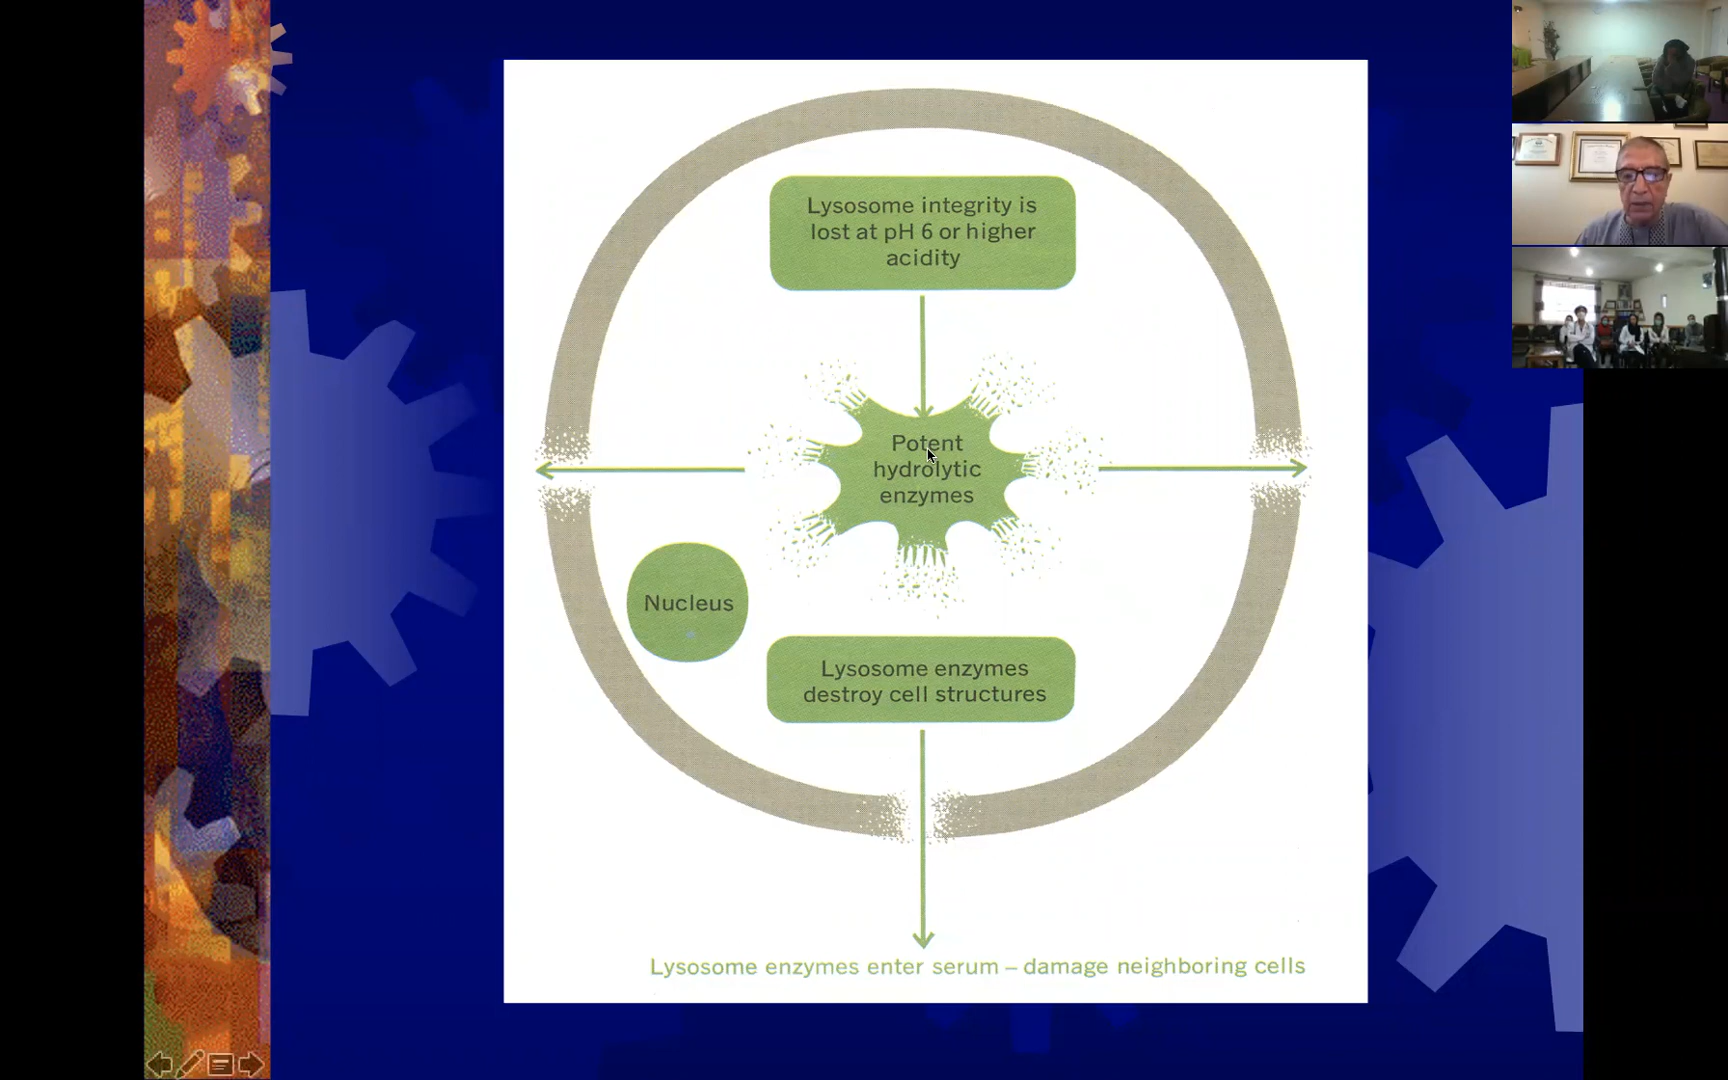 Lysosome integrity is
lost at pH 6 or higher
acidity
Potent
hydrolytic
enzymes
Nucleus
Lysosome enzymes
destroy cell structures
Lysosome enzymes enter serum – damage neighboring cells